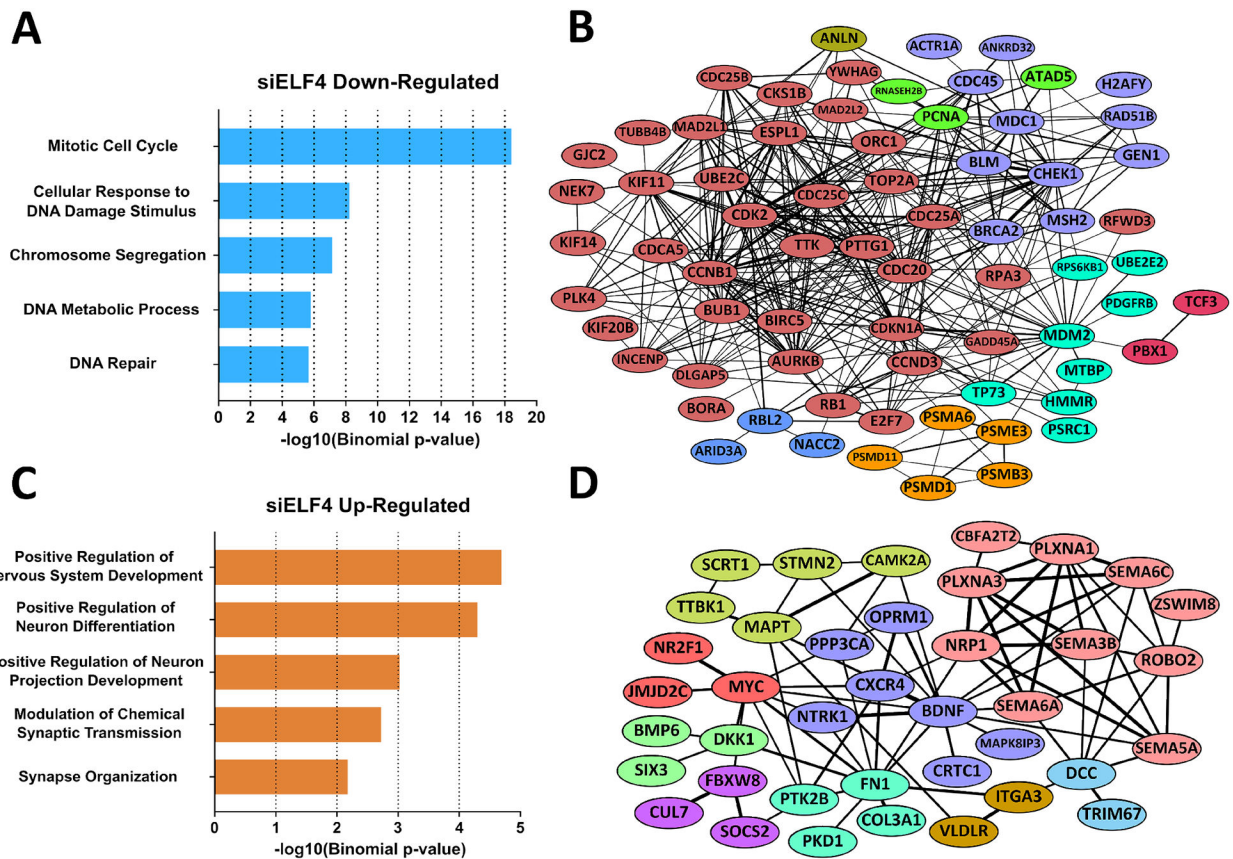 A
siELF4 Down-Regulated
Mitotic Cell Cycle
Cellular Response to
DNA Damage Stimulus
Chromosome Segregation
DNA Metabolic Process
DNA Repair
0 2 4 6 8 10 12 14 16 18 20
-log10(Binomial p-value)
B
ANLN
ACTR1A
ANKRD32
CDC25B
YWHAG
CDC45
ATAD5
H2AFY
CKS1B
RNASEH2B
MAD2L2
PCNA
MDC1
RAD51B
TUBB4B
MAD2L1
ESPL1
ORC1
GJC2
BLM
GEN1
NEK7
KIF11
UBE2C
CDC25C
TOP2A
CHEK1
CDK2
CDC25A
BRCA2
MSH2
RFWD3
KIF14
CDCA5
TTK
PTTG1
CCNB1
CDC20
RPA3
RPS6KB1
UBE2E2
PLK4
BUB1
BIRC5
PDGFRB
TCF3
KIF20B
CDKN1A
GADD45A
MDM2
PBX1
INCENP
DLGAP5
AURKB
CCND3
MTBP
TP73
HMMR
BORA
RBL2
RB1
E2F7
PSMA6
PSME3
PSRC1
ARID3A
NACC2
PSMD11
PSMD1
PSMB3
C
siELF4 Up-Regulated
Positive Regulation of
ervous System Development
Positive Regulation of
Neuron Differentiation
ositive Regulation of Neuron
Projection Development
Modulation of Chemical
Synaptic Transmission
Synapse Organization
0 1 2 3 4 5
-log10(Binomial p-value)
D
SCRT1
STMN2
CAMK2A
CBFA2T2
PLXNA1
PLXNA3
SEMA6C
TTBK1
MAPT
OPRM1
ZSWIM8
NR2F1
PPP3CA
NRP1
SEMA3B
ROBO2
JMJD2C
MYC
CXCR4
BMP6
DKK1
NTRK1
BDNF
SEMA6A
SIX3
MAPK8IP3
SEMA5A
FBXW8
FN1
CRTC1
DCC
CUL7
PTK2B
ITGA3
SOCS2
PKD1
COL3A1
VLDLR
TRIM67